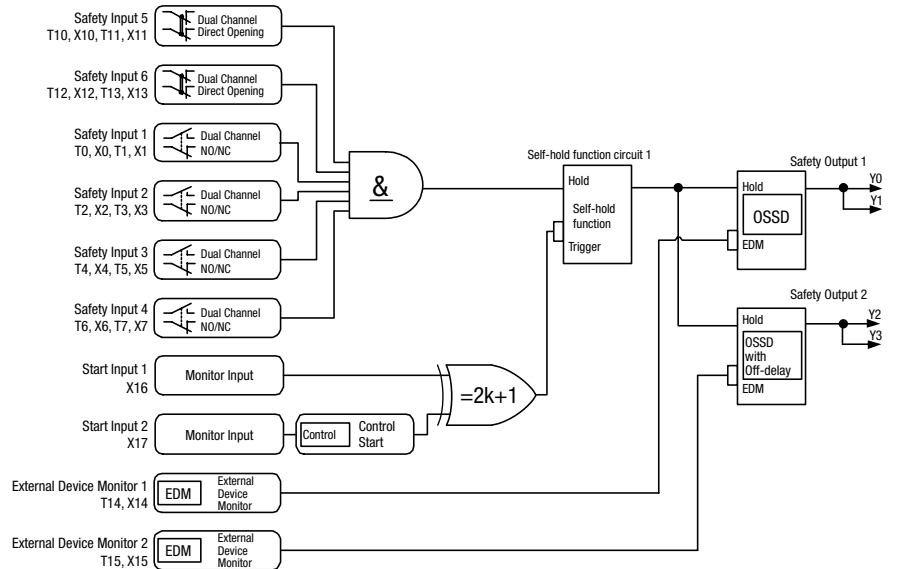 Safety Input 5
T10, X10, T11, X11
Dual Channel
Direct Opening
Safety Input 6
T12, X12, T13, X13
Dual Channel
Direct Opening
Safety Input 1
T0, X0, T1, X1
Dual Channel
NO/NC
Safety Input 2
T2, X2, T3, X3
Dual Channel
NO/NC
Safety Input 3
T4, X4, T5, X5
Dual Channel
NO/NC
Safety Input 4
T6, X6, T7, X7
Dual Channel
NO/NC
Start Input 1
X16
Monitor Input
Start Input 2
X17
Monitor Input
Control
Control
Start
External Device Monitor 1
T14, X14
EDM
External
Device
Monitor
External Device Monitor 2
T15, X15
EDM
External
Device
Monitor
&
=2k+1
Self-hold function circuit 1
Hold
Self-hold
function
Trigger
Safety Output 1
Hold
OSSD
EDM
Y0
Y1
Safety Output 2
Hold
OSSD
with
Off-delay
EDM
Y2
Y3